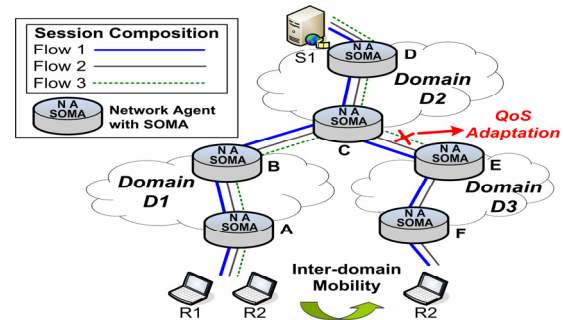 Session Composition
Flow 1
Flow 2
Flow 3
N A
SOMA
Network Agent
with SOMA
S1
N A
SOMA
D
Domain
D2
N A
SOMA
C
QoS
Adaptation
N A
SOMA
B
N A
SOMA
E
Domain
D1
Domain
D3
N A
SOMA
A
N A
SOMA
F
Inter-domain
Mobility
R1
R2
R2